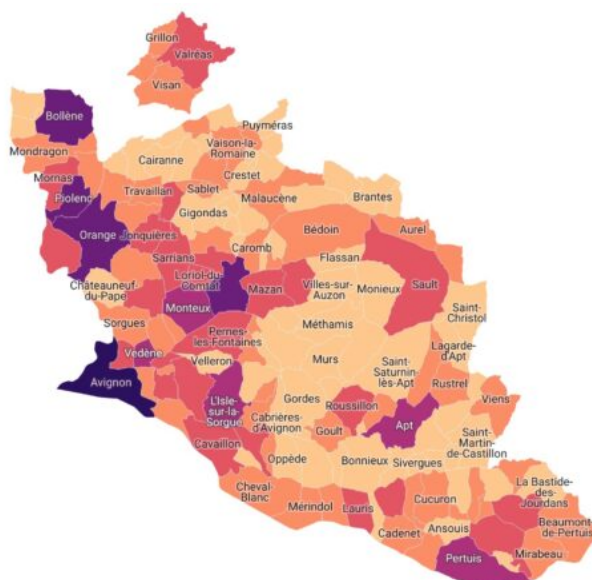 Grillon
Valréas
Visan
Bollène
Puyméras
Mondragon
Vaison-la-
Romaine
Cairanne
Crestet
Mornas
Travaillan
Sablet
Malaucène
Brantes
Piolenc
Gigondas
Orange
Jonquières
Bédoin
Aurel
Caromb
Sarrians
Flassan
Loriol-du-
Comtat
Mazan
Villes-sur-
Auzon
Monieux
Sault
Châteauneuf-
du-Pape
Monteux
Saint-
Christol
Sorgues
Méthamis
Pernes-
les-Fontaines
Vedène
Velleron
Murs
Saint-
Saturnin-
lès-Apt
Lagarde-
d'Apt
Rustrel
Avignon
L'Isle-
sur-la-
Sorgue
Gordes
Roussillon
Viens
Cabrières-
d'Avignon
Goult
Apt
Saint-
Martin-
de-Castillon
Cavaillon
Oppède
Bonnieux
Sivergues
Cheval-
Blanc
Mérindol
Lauris
Cucuron
La Bastide-
des-
Jourdans
Cadenet
Ansouis
Beaumont-
de-Pertuis
Pertuis
Mirabeau